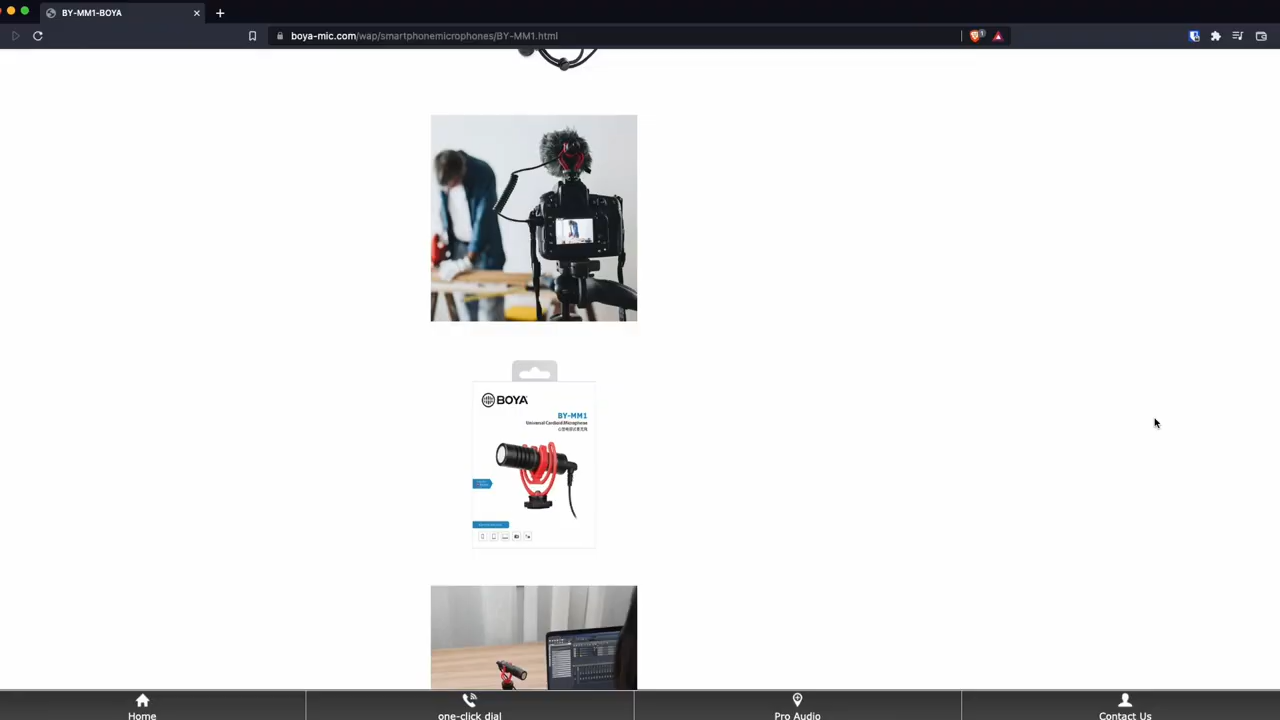 BY-MM1-BOYA
boya-mic.com/wap/smartphonemicrophones/BY-MM1.html
1
BOYA
BY-MM1
Universal Cardioid Microphone
Home
one-click dial
Pro Audio
Contact Us